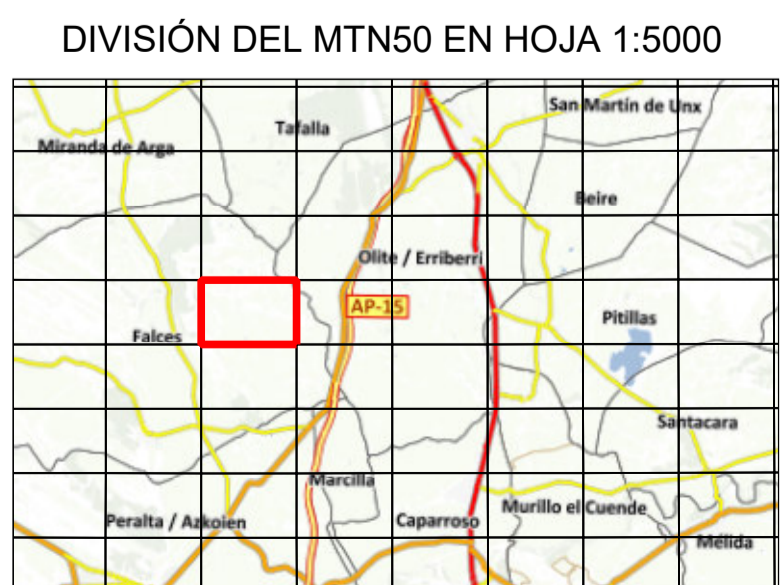 DIVISIÓN DEL MTN50 EN HOJA 1:5000
San Martín de Unx
Tafalla
Miranda de Arga
Beire
Olite / Erriberri
AP-15
Pitillas
Falces
Santacara
Marcilla
Murillo el Cuende
Peralta / Azkoien
Caparroso
Mélida